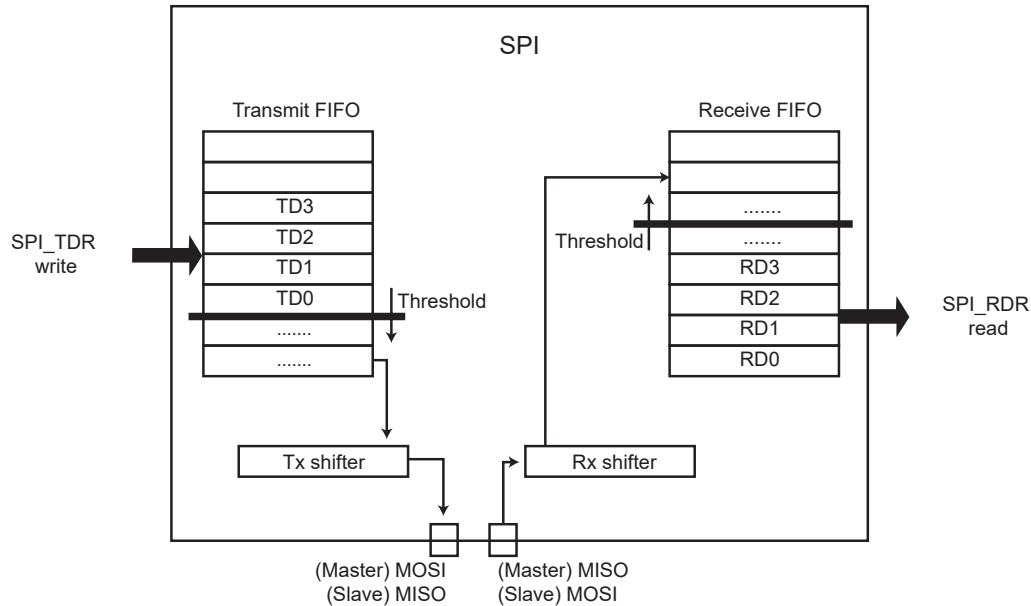 SPI
Transmit FIFO
TD3
TD2
TD1
TD0
.......
.......
Threshold
SPI_TDR
write
Receive FIFO
.......
.......
RD3
RD2
RD1
RD0
Threshold
SPI_RDR
read
Tx shifter
Rx shifter
(Master) MOSI
(Slave) MISO
(Master) MISO
(Slave) MOSI